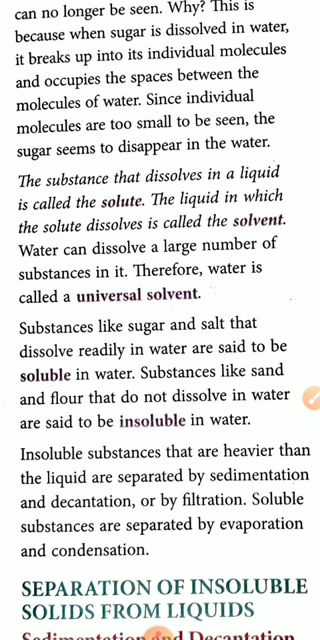 can no longer be seen. Why? This is
because when sugar is dissolved in water,
it breaks up into its individual molecules
and occupies the spaces between the
molecules of water. Since individual
molecules are too small to be seen, the
sugar seems to disappear in the water.
The substance that dissolves in a liquid
is called the solute. The liquid in which
the solute dissolves is called the solvent.
Water can dissolve a large number of
substances in it. Therefore, water is
called a universal solvent.
Substances like sugar and salt that
dissolve readily in water are said to be
soluble in water. Substances like sand
and flour that do not dissolve in water
are said to be insoluble in water.
Insoluble substances that are heavier than
the liquid are separated by sedimentation
and decantation, or by filtration. Soluble
substances are separated by evaporation
and condensation.
SEPARATION OF INSOLUBLE
SOLIDS FROM LIQUIDS
Sedimentation and Decantation